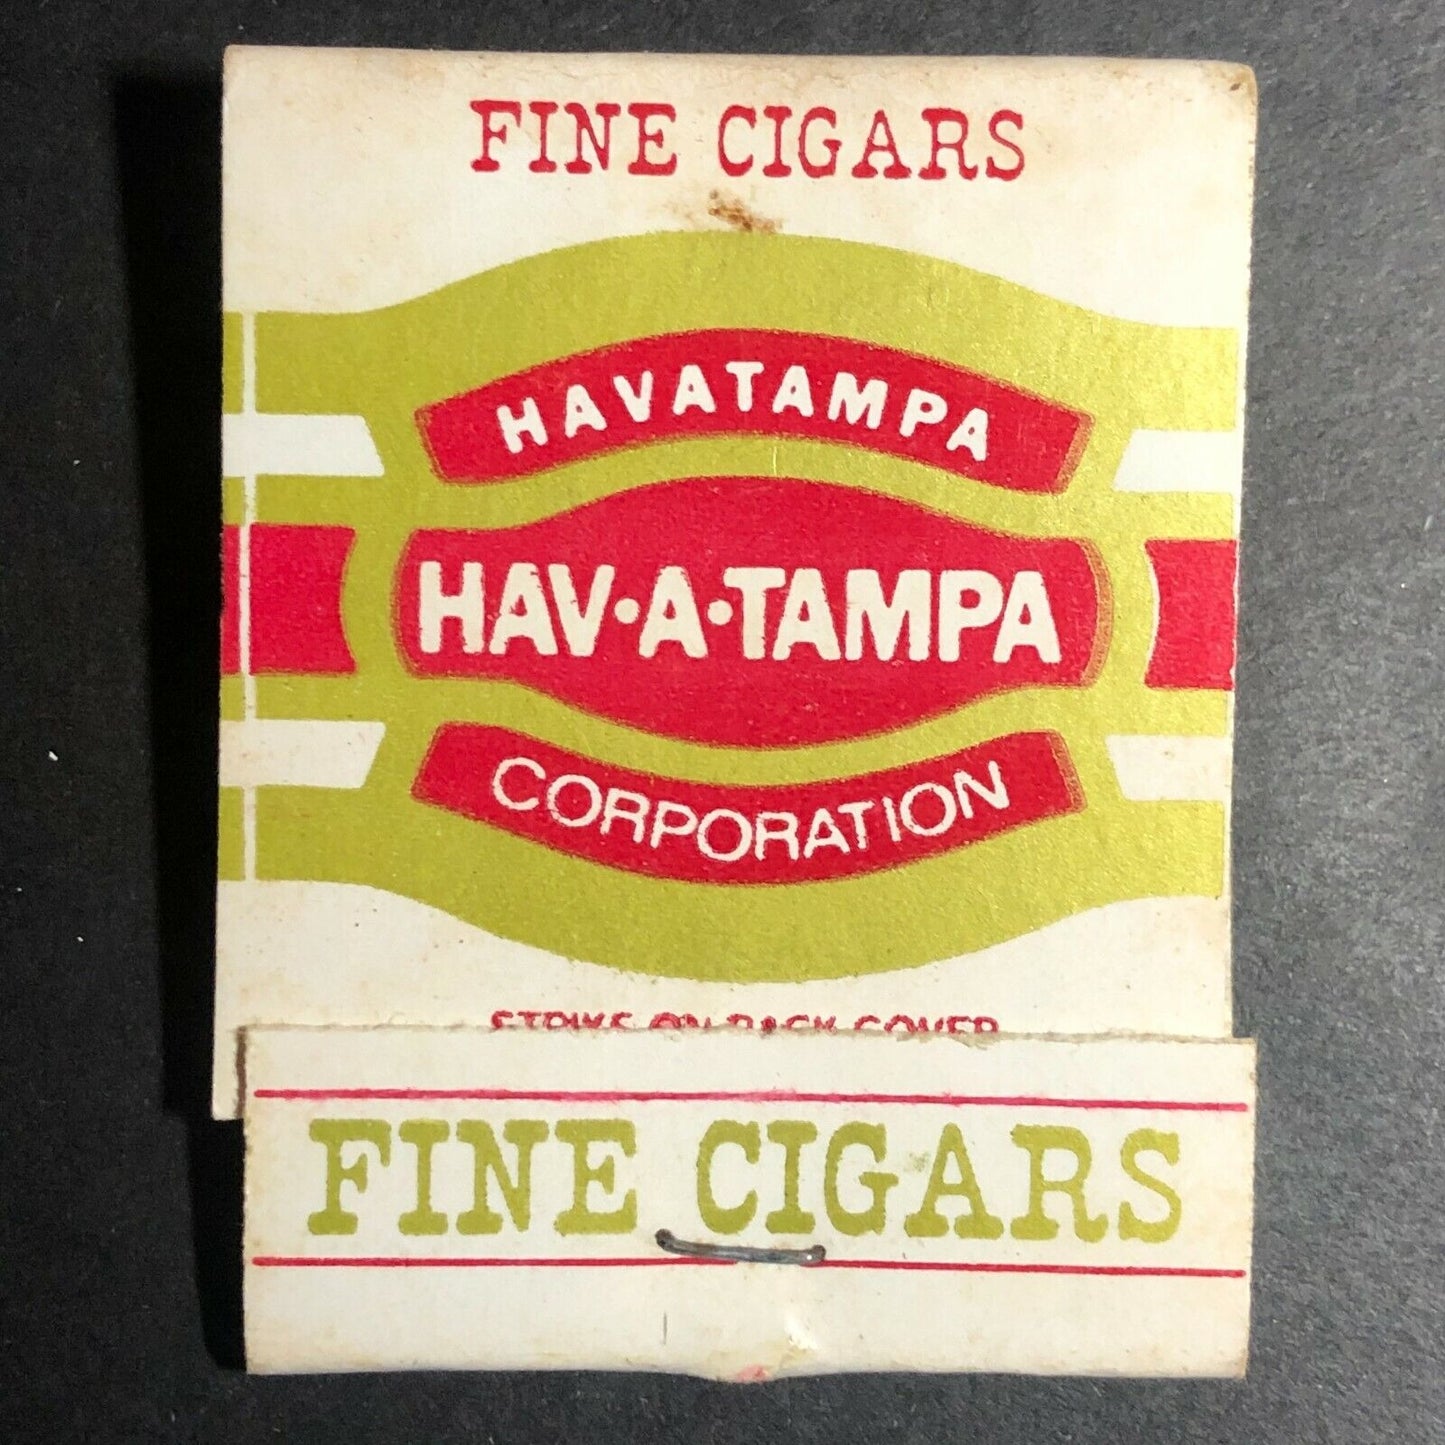 FINE CIGARS
HAVATAMPA
HAV·A·TAMPA
CORPORATION
STRIKE ON BACK COVER
FINE CIGARS